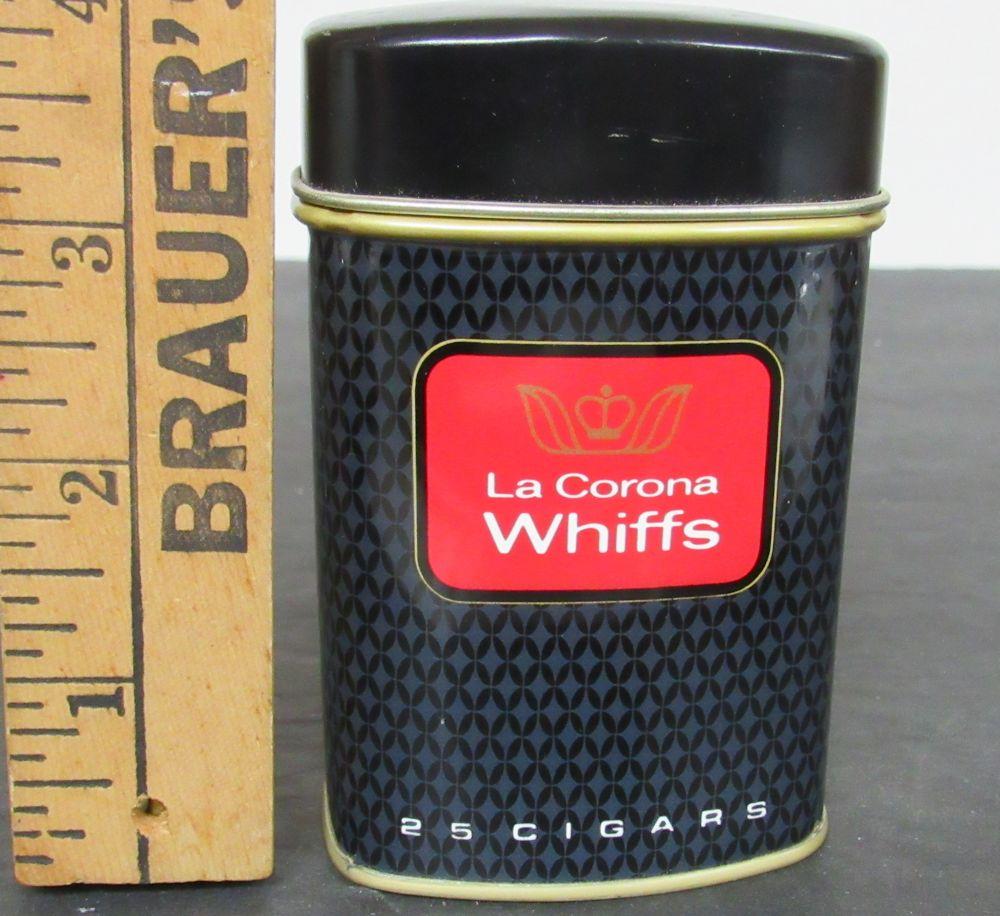 BRAUER'S
4
3
2
1
La Corona
Whiffs
25 CIGARS